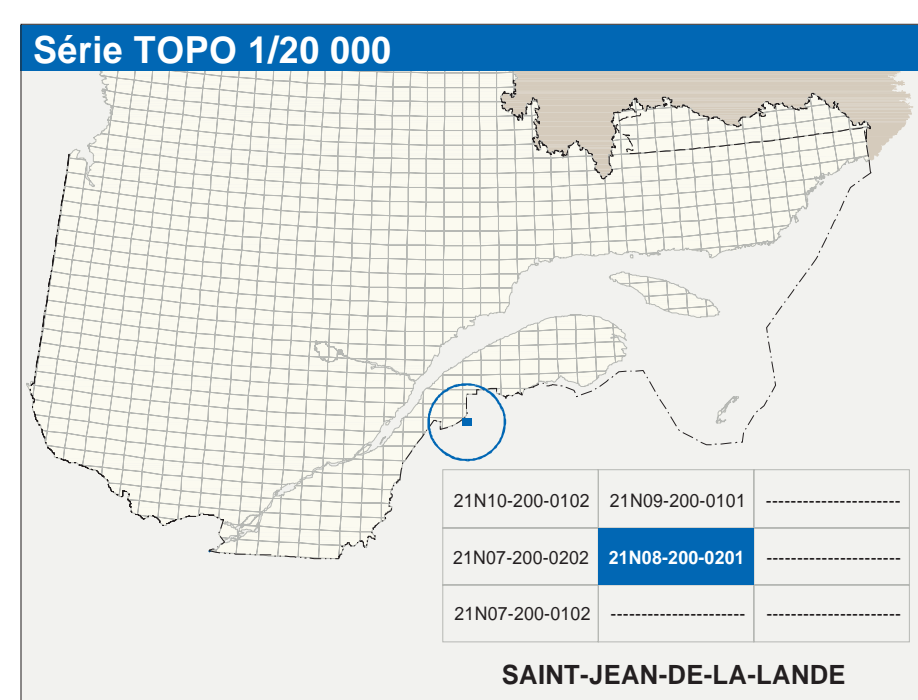 Série TOPO 1/20 000
21N10-200-0102 21N09-200-0101 ---------------------
21N07-200-0202 21N08-200-0201 ---------------------
21N07-200-0102 --------------------- ---------------------
SAINT-JEAN-DE-LA-LANDE